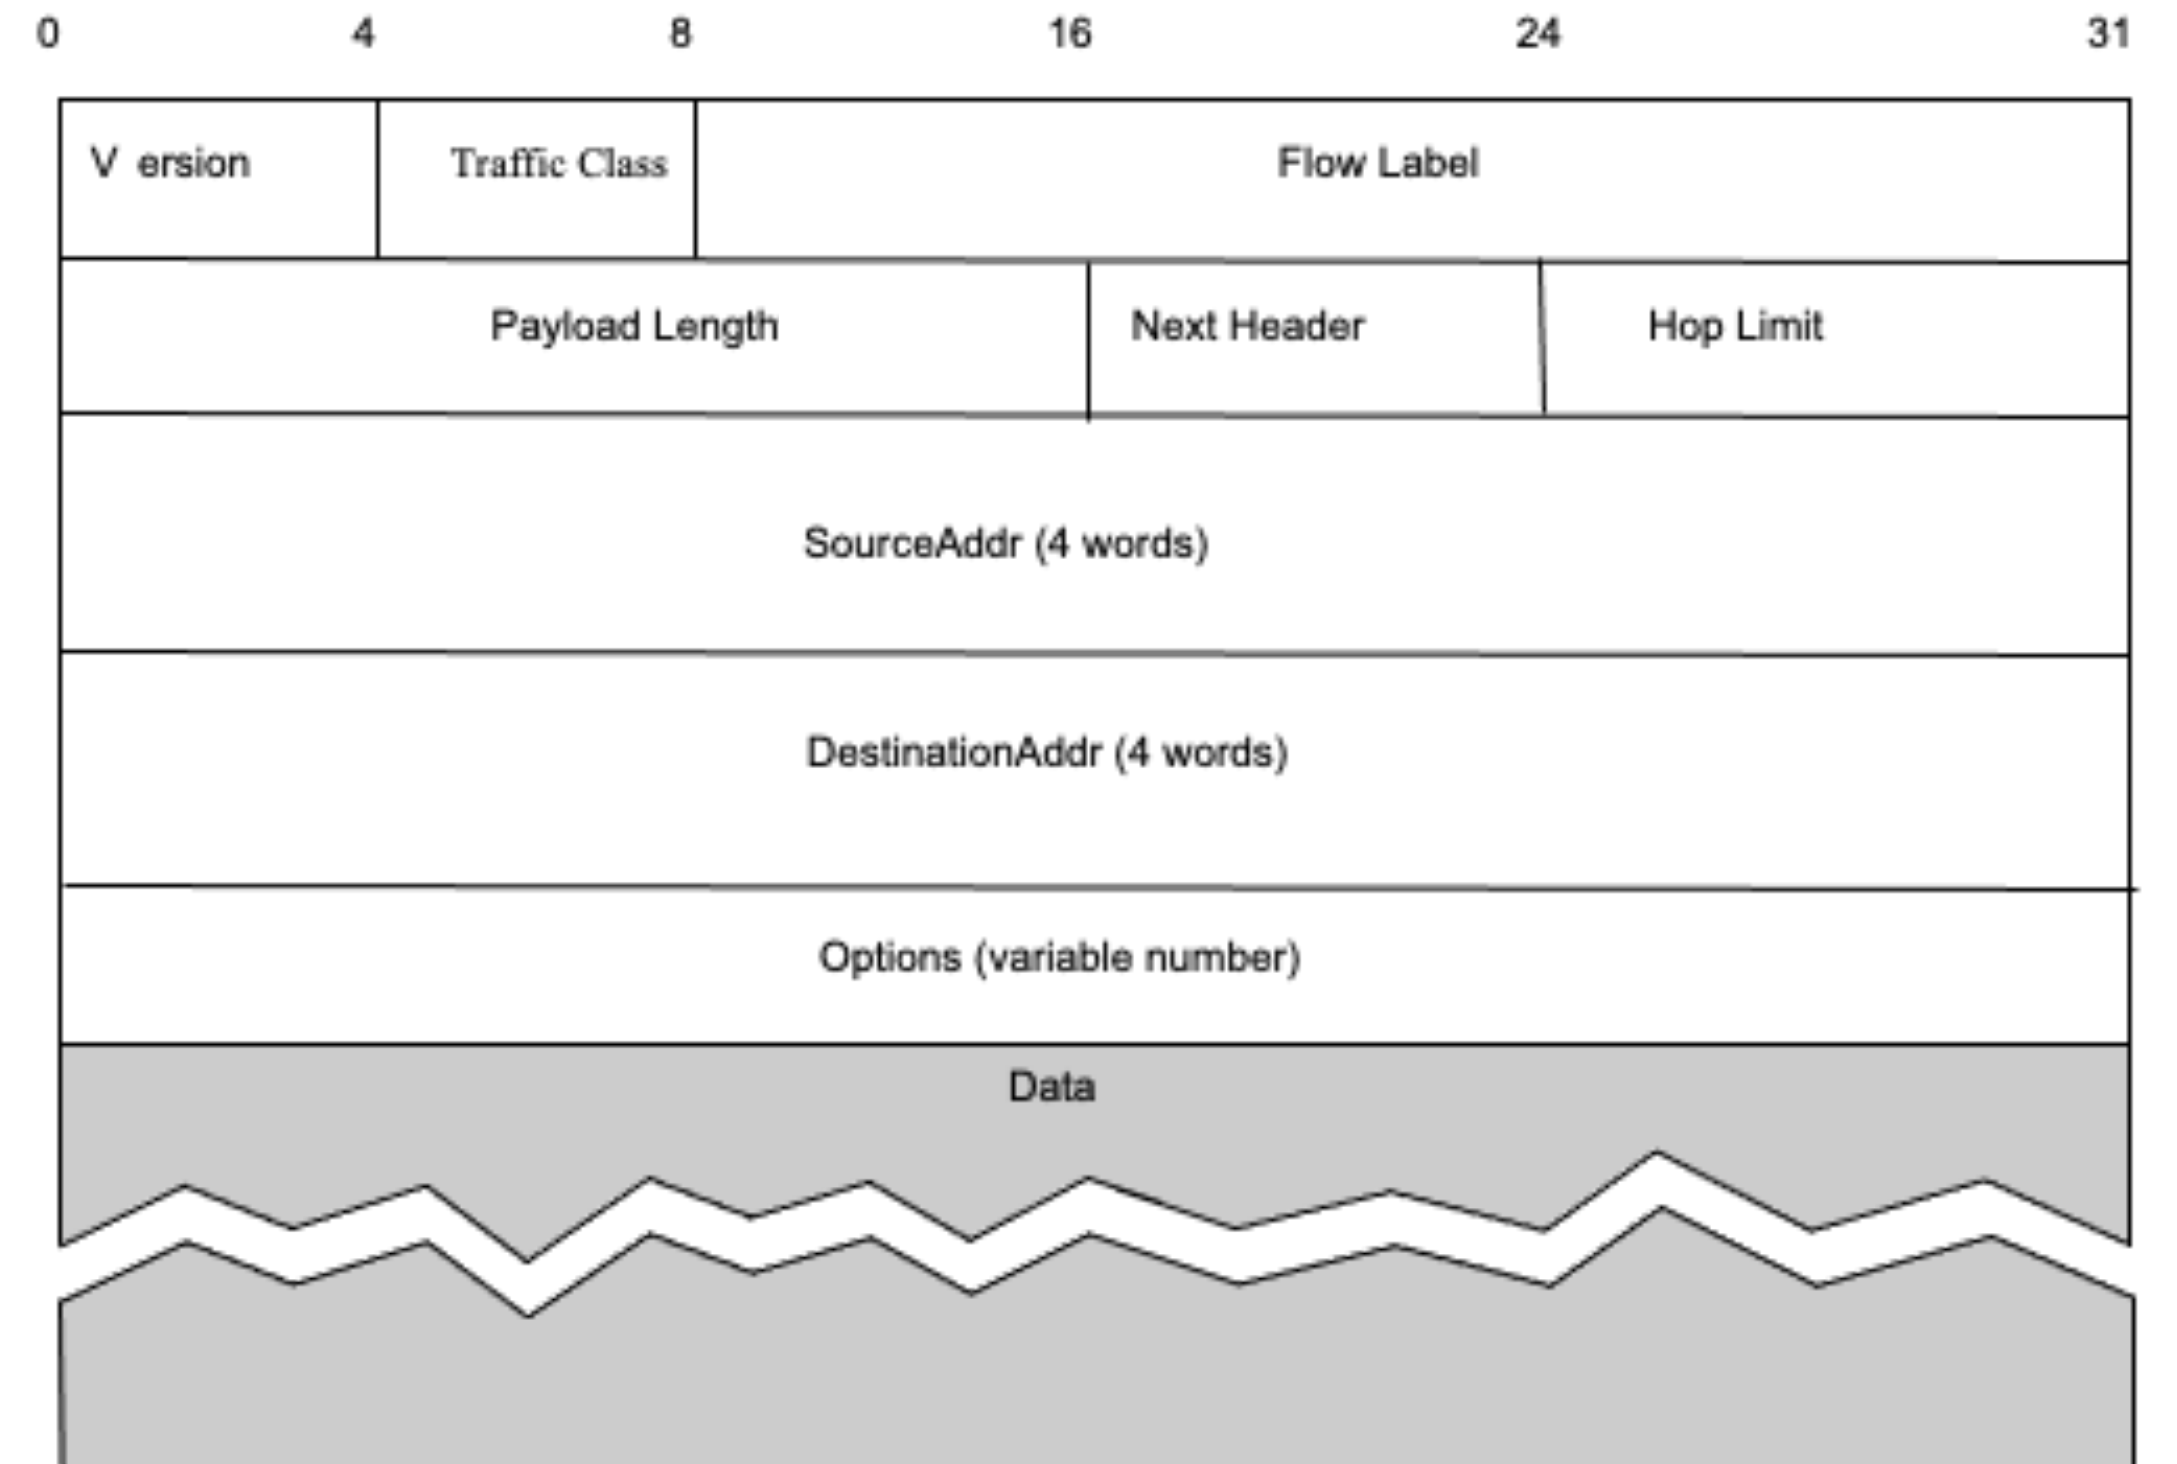 0 4 8 16 24 31
V ersion Traffic Class Flow Label
Payload Length Next Header Hop Limit
SourceAddr (4 words)
DestinationAddr (4 words)
Options (variable number)
Data